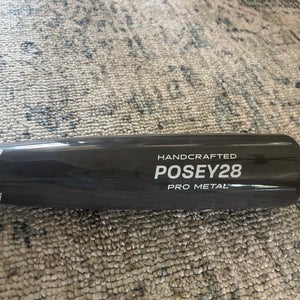 HANDCRAFTED
POSEY28
PRO METAL